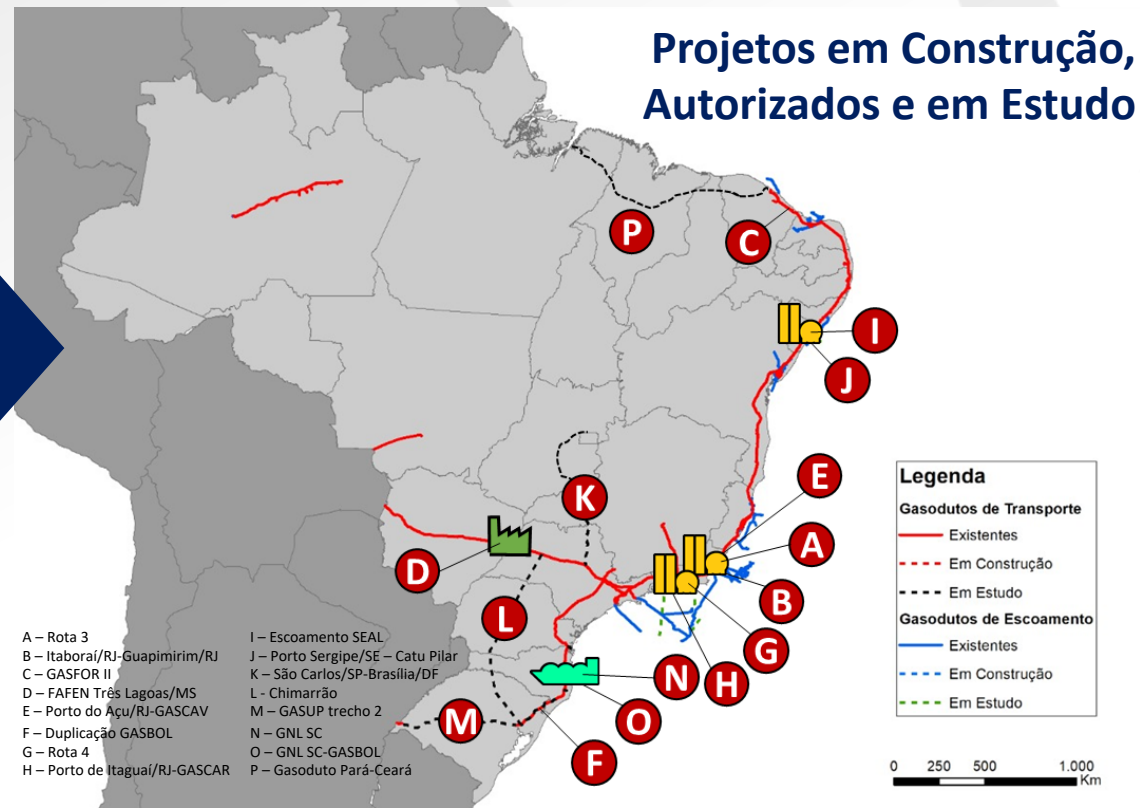 Projetos em Construção,
Autorizados e em Estudo
P
C
I
J
E
K
A
D
B
L
G
N
H
M
O
F
A – Rota 3
B – Itaboraí/RJ-Guapimirim/RJ
C – GASFOR II
D – FAFEN Três Lagoas/MS
E – Porto do Açu/RJ-GASCAV
F – Duplicação GASBOL
G – Rota 4
H – Porto de Itaguaí/RJ-GASCAR
I – Escoamento SEAL
J – Porto Sergipe/SE – Catu Pilar
K – São Carlos/SP-Brasília/DF
L - Chimarrão
M – GASUP trecho 2
N – GNL SC
O – GNL SC-GASBOL
P – Gasoduto Pará-Ceará
Legenda
Gasodutos de Transporte
Existentes
Em Construção
Em Estudo
Gasodutos de Escoamento
Existentes
Em Construção
Em Estudo
0 250 500 1.000
Km